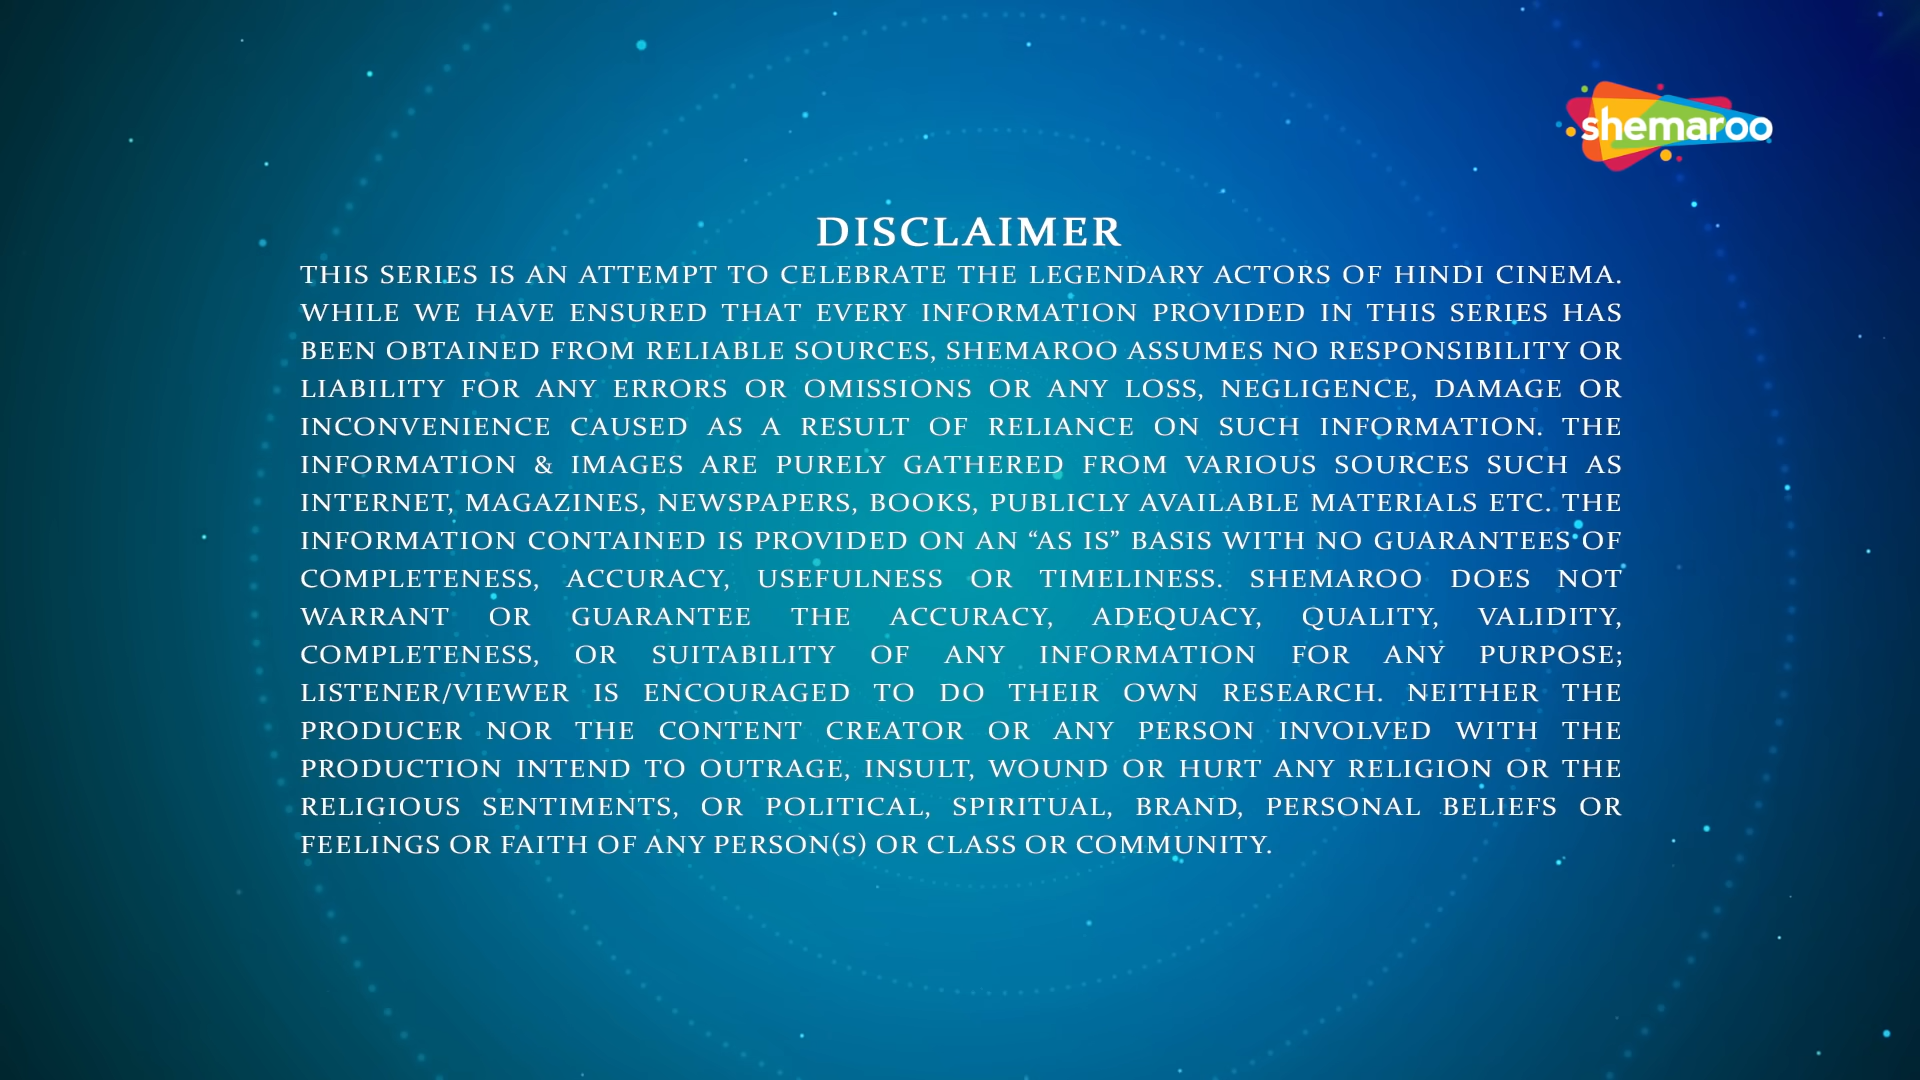 shemaroo
DISCLAIMER
THIS SERIES IS AN ATTEMPT TO CELEBRATE THE LEGENDARY ACTORS OF HINDI CINEMA.
WHILE WE HAVE ENSURED THAT EVERY INFORMATION PROVIDED IN THIS SERIES HAS
BEEN OBTAINED FROM RELIABLE SOURCES, SHEMAROO ASSUMES NO RESPONSIBILITY OR
LIABILITY FOR ANY ERRORS OR OMISSIONS OR ANY LOSS, NEGLIGENCE, DAMAGE OR
INCONVENIENCE CAUSED AS A RESULT OF RELIANCE ON SUCH INFORMATION. THE
INFORMATION & IMAGES ARE PURELY GATHERED FROM VARIOUS SOURCES SUCH AS
INTERNET, MAGAZINES, NEWSPAPERS, BOOKS, PUBLICLY AVAILABLE MATERIALS ETC. THE
INFORMATION CONTAINED IS PROVIDED ON AN “AS IS” BASIS WITH NO GUARANTEES OF
COMPLETENESS, ACCURACY, USEFULNESS OR TIMELINESS. SHEMAROO DOES NOT
WARRANT OR GUARANTEE THE ACCURACY, ADEQUACY, QUALITY, VALIDITY,
COMPLETENESS, OR SUITABILITY OF ANY INFORMATION FOR ANY PURPOSE;
LISTENER/VIEWER IS ENCOURAGED TO DO THEIR OWN RESEARCH. NEITHER THE
PRODUCER NOR THE CONTENT CREATOR OR ANY PERSON INVOLVED WITH THE
PRODUCTION INTEND TO OUTRAGE, INSULT, WOUND OR HURT ANY RELIGION OR THE
RELIGIOUS SENTIMENTS, OR POLITICAL, SPIRITUAL, BRAND, PERSONAL BELIEFS OR
FEELINGS OR FAITH OF ANY PERSON(S) OR CLASS OR COMMUNITY.